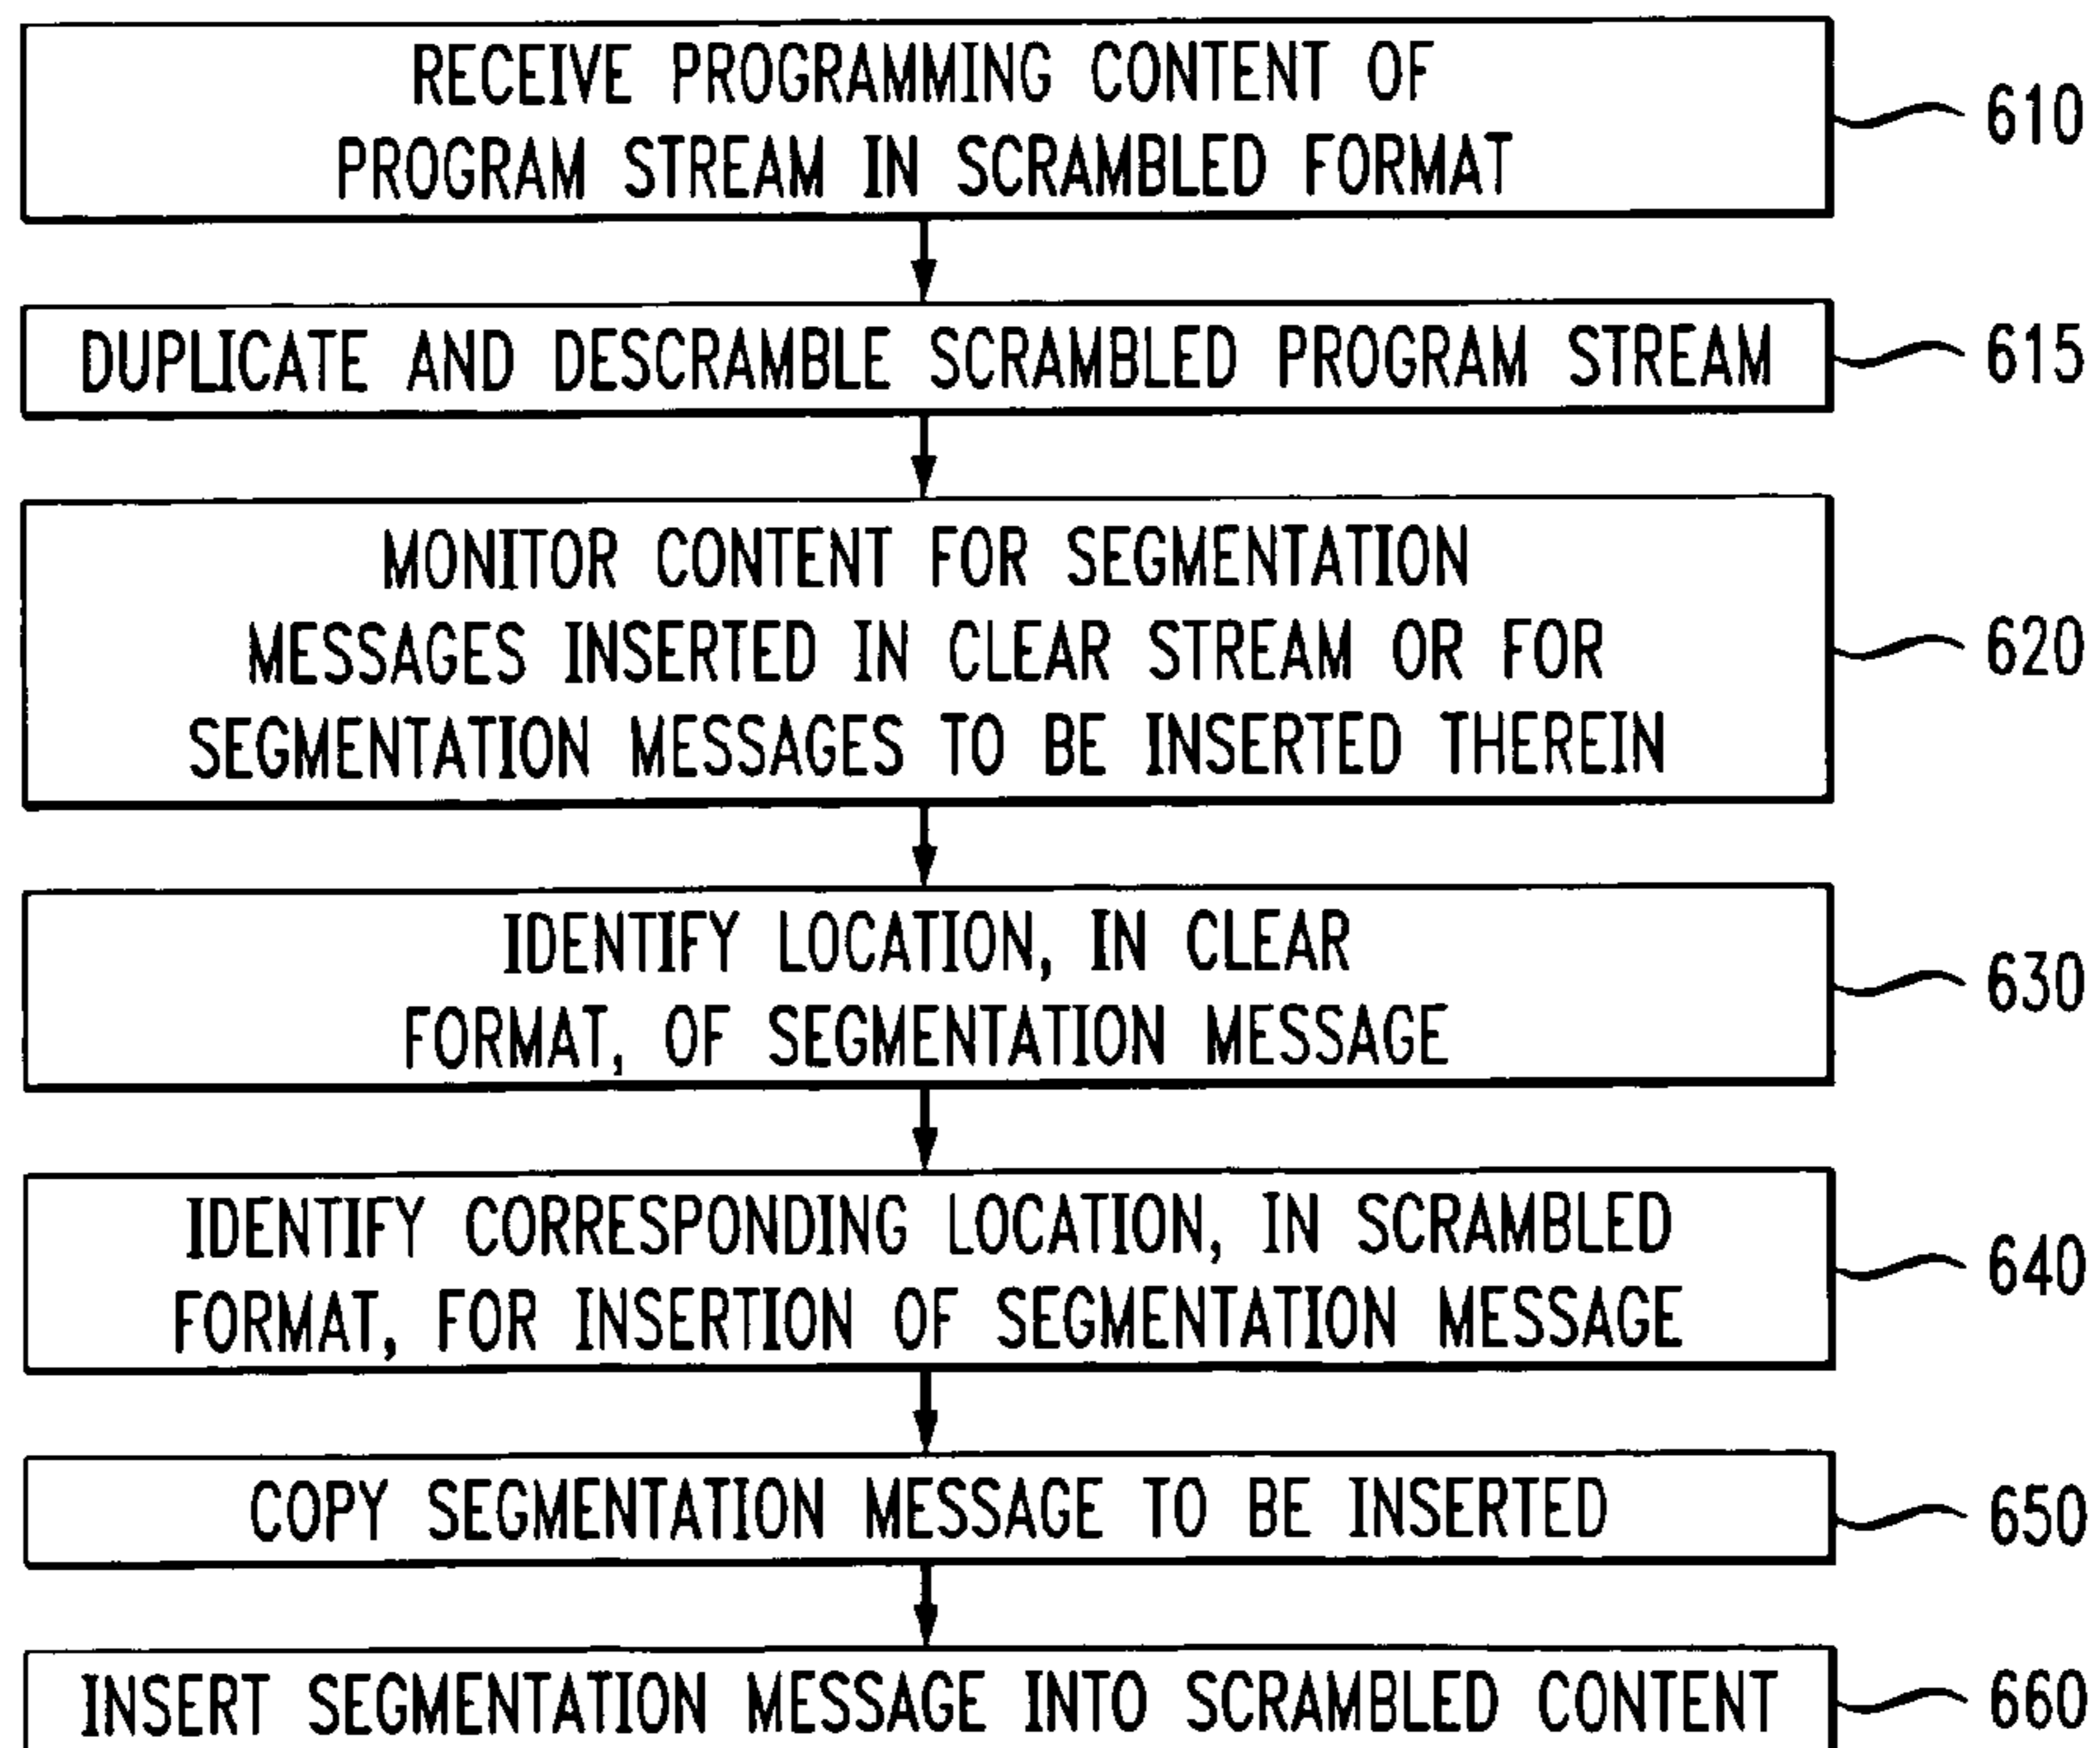 RECEIVE PROGRAMMING CONTENT OF
PROGRAM STREAM IN SCRAMBLED FORMAT
610
DUPLICATE AND DESCRAMBLE SCRAMBLED PROGRAM STREAM
615
MONITOR CONTENT FOR SEGMENTATION
MESSAGES INSERTED IN CLEAR STREAM OR FOR
SEGMENTATION MESSAGES TO BE INSERTED THEREIN
620
IDENTIFY LOCATION, IN CLEAR
FORMAT, OF SEGMENTATION MESSAGE
630
IDENTIFY CORRESPONDING LOCATION, IN SCRAMBLED
FORMAT, FOR INSERTION OF SEGMENTATION MESSAGE
640
COPY SEGMENTATION MESSAGE TO BE INSERTED
650
INSERT SEGMENTATION MESSAGE INTO SCRAMBLED CONTENT
660